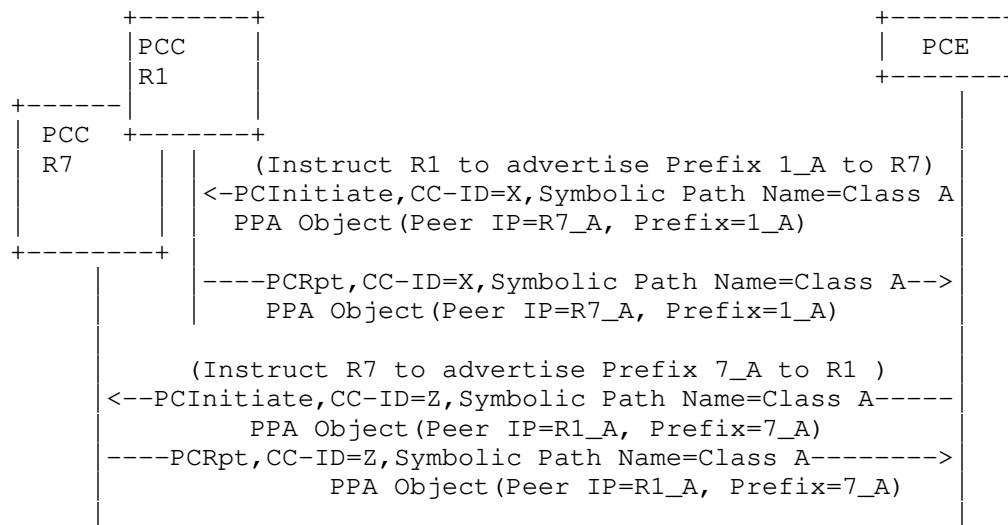 PCC
PCE
R1
PCC
R7
(Instruct R1 to advertise Prefix 1_A to R7)
<-PCInitiate,CC-ID=X,Symbolic Path Name=Class A
PPA Object(Peer IP=R7_A, Prefix=1_A)
----PCRpt,CC-ID=X,Symbolic Path Name=Class A-->
PPA Object(Peer IP=R7_A, Prefix=1_A)
(Instruct R7 to advertise Prefix 7_A to R1 )
<--PCInitiate,CC-ID=Z,Symbolic Path Name=Class A-----
PPA Object(Peer IP=R1_A, Prefix=7_A)
----PCRpt,CC-ID=Z,Symbolic Path Name=Class A-------->
PPA Object(Peer IP=R1_A, Prefix=7_A)